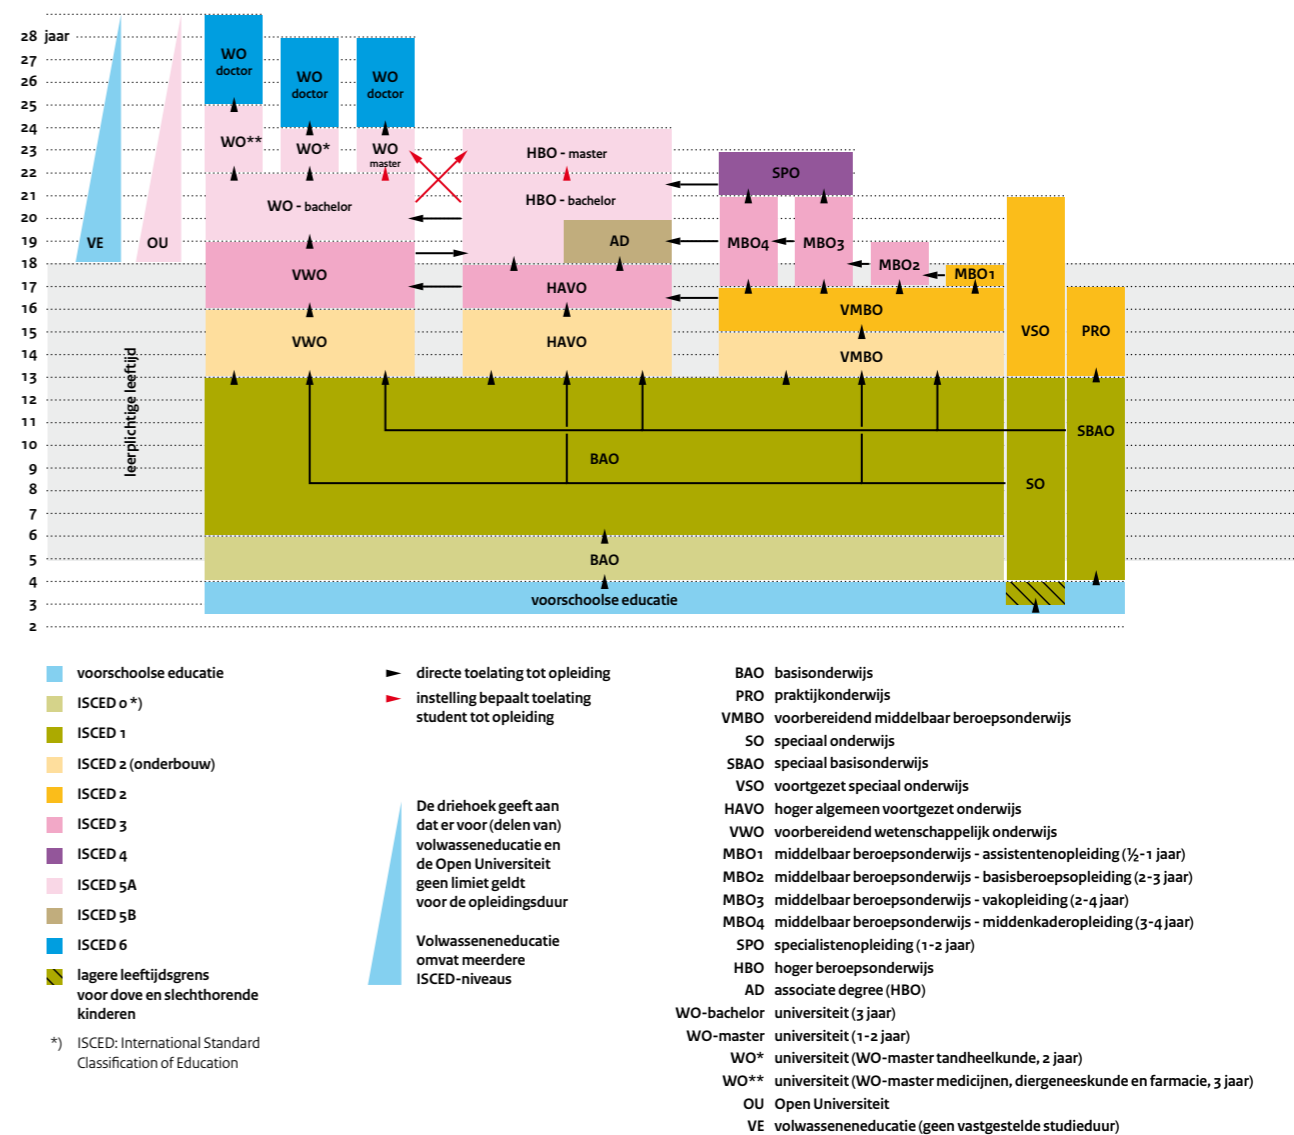 28 jaar
27
26
25
24
23
22
21
20
19
18
17
16
15
14
13
12
11
10
9
8
7
6
5
4
3
2
leerplichtige leeftijd
VE
OU
WO
doctor
WO
doctor
WO
doctor
WO**
WO*
WO
master
HBO - master
WO - bachelor
HBO - bachelor
AD
SPO
MBO4
MBO3
MBO2
MBO1
VWO
HAVO
VMBO
VWO
HAVO
VMBO
VSO
PRO
BAO
SBAO
SO
BAO
voorschoolse educatie
voorschoolse educatie
ISCED 0 *)
ISCED 1
ISCED 2 (onderbouw)
ISCED 2
ISCED 3
ISCED 4
ISCED 5A
ISCED 5B
ISCED 6
lagere leeftijdsgrens
voor dove en slechthorende
kinderen
*) ISCED: International Standard
Classification of Education
directe toelating tot opleiding
instelling bepaalt toelating
student tot opleiding
De driehoek geeft aan
dat er voor (delen van)
volwasseneducatie en
de Open Universiteit
geen limiet geldt
voor de opleidingsduur
Volwasseneneducatie
omvat meerdere
ISCED-niveaus
BAO basisonderwijs
PRO praktijkonderwijs
VMBO voorbereidend middelbaar beroepsonderwijs
SO speciaal onderwijs
SBAO speciaal basisonderwijs
VSO voortgezet speciaal onderwijs
HAVO hoger algemeen voortgezet onderwijs
VWO voorbereidend wetenschappelijk onderwijs
MBO1 middelbaar beroepsonderwijs - assistentenopleiding (½-1 jaar)
MBO2 middelbaar beroepsonderwijs - basisberoepsopleiding (2-3 jaar)
MBO3 middelbaar beroepsonderwijs - vakopleiding (2-4 jaar)
MBO4 middelbaar beroepsonderwijs - middenkaderopleiding (3-4 jaar)
SPO specialistenopleiding (1-2 jaar)
HBO hoger beroepsonderwijs
AD associate degree (HBO)
WO-bachelor universiteit (3 jaar)
WO-master universiteit (1-2 jaar)
WO* universiteit (WO-master tandheelkunde, 2 jaar)
WO** universiteit (WO-master medicijnen, diergeneeskunde en farmacie, 3 jaar)
OU Open Universiteit
VE volwasseneneducatie (geen vastgestelde studieduur)